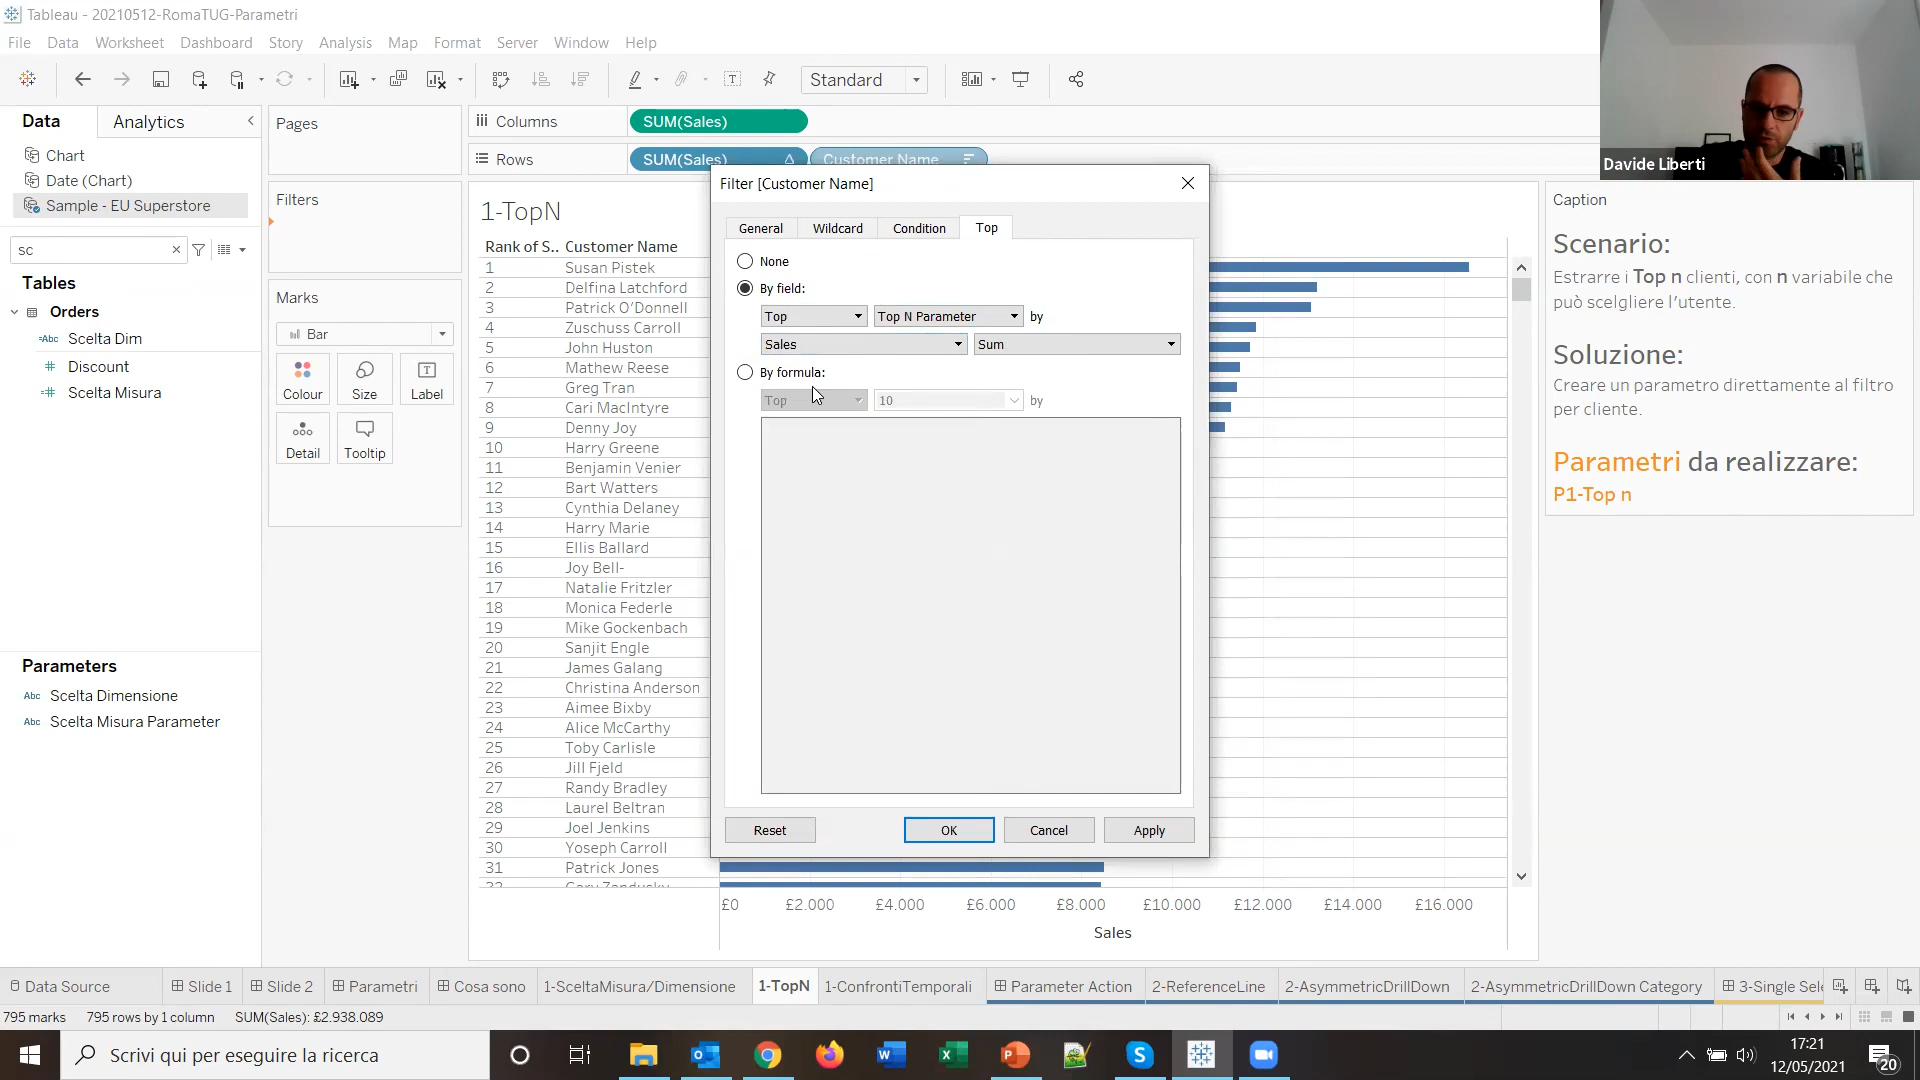 Tableau - 20210512-RomaTUG-Parametri
File Data Worksheet Dashboard Story Analysis Map Format Server Window Help
Standard
Data Analytics
Chart
Date (Chart)
Sample - EU Superstore
sc
Tables
Orders
Abc Scelta Dim
Discount
Scelta Misura
Parameters
Abc Scelta Dimensione
Abc Scelta Misura Parameter
Pages
Filters
Marks
Bar
Colour Size Label
Detail Tooltip
Columns SUM(Sales)
Rows SUM(Sales) Customer Name
1-TopN
Rank of S.. Customer Name
1 Susan Pistek
2 Delfina Latchford
3 Patrick O'Donnell
4 Zuschuss Carroll
5 John Huston
6 Mathew Reese
7 Greg Tran
8 Cari MacIntyre
9 Denny Joy
10 Harry Greene
11 Benjamin Venier
12 Bart Watters
13 Cynthia Delaney
14 Harry Marie
15 Ellis Ballard
16 Joy Bell-
17 Natalie Fritzler
18 Monica Federle
19 Mike Gockenbach
20 Sanjit Engle
21 James Galang
22 Christina Anderson
23 Aimee Bixby
24 Alice McCarthy
25 Toby Carlisle
26 Jill Fjeld
27 Randy Bradley
28 Laurel Beltran
29 Joel Jenkins
30 Yoseph Carroll
31 Patrick Jones
32 Gary Zandusky
£0 £2.000 £4.000 £6.000 £8.000 £10.000 £12.000 £14.000 £16.000
Sales
Filter [Customer Name]
General Wildcard Condition Top
None
By field:
Top Top N Parameter by
Sales Sum
By formula:
Top 10 by
Reset OK Cancel Apply
Davide Liberti
Caption
Scenario:
Estrarre i Top n clienti, con n variabile che
può scelgliere l'utente.
Soluzione:
Creare un parametro direttamente al filtro
per cliente.
Parametri da realizzare:
P1-Top n
Data Source Slide 1 Slide 2 Parametri Cosa sono 1-SceltaMisura/Dimensione 1-TopN 1-ConfrontiTemporali Parameter Action 2-ReferenceLine 2-AsymmetricDrillDown 2-AsymmetricDrillDown Category 3-Single Sele
795 marks 795 rows by 1 column SUM(Sales): £2.938.089
Scrivi qui per eseguire la ricerca
17:21
12/05/2021
20